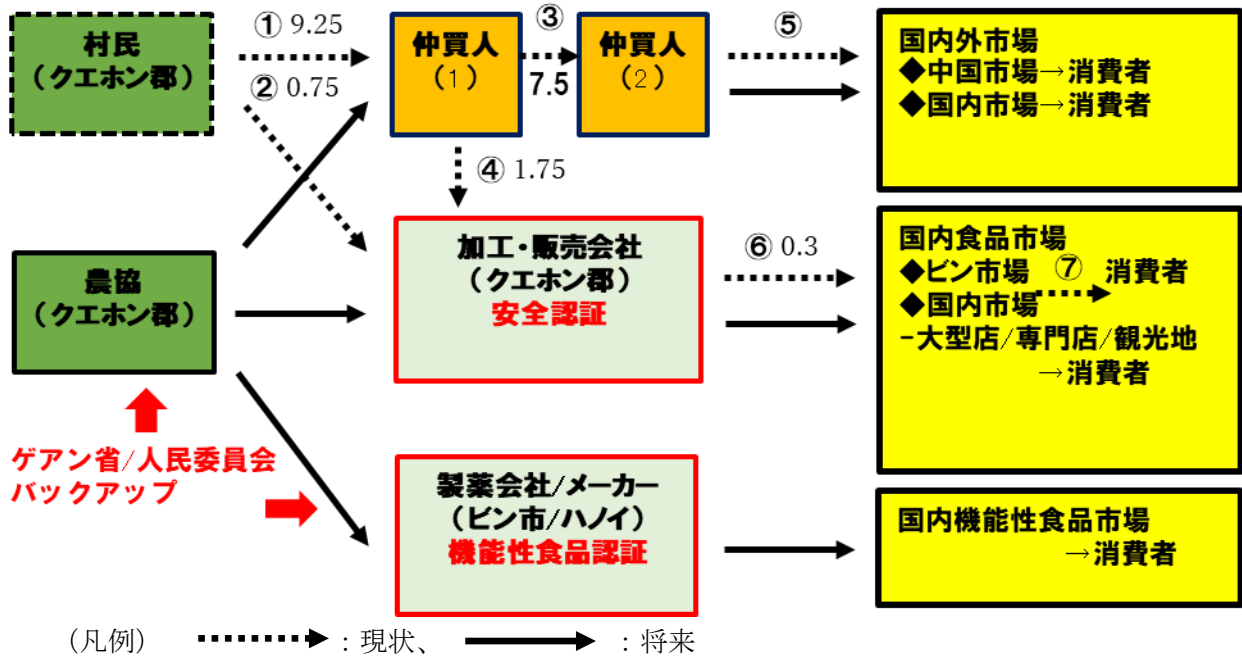 村民
(クエホン郡)
① 9.25
② 0.75
仲買人
(1)
③
7.5
仲買人
(2)
⑤
国内外市場
◆中国市場→消費者
◆国内市場→消費者
④ 1.75
農協
(クエホン郡)
加工・販売会社
(クエホン郡)
安全認証
⑥ 0.3
国内食品市場
◆ビン市場 ⑦ 消費者
◆国内市場
-大型店/専門店/観光地
→消費者
ゲアン省/人民委員会
バックアップ
製薬会社/メーカー
(ビン市/ハノイ)
機能性食品認証
国内機能性食品市場
→消費者
(凡例) :現状、 :将来